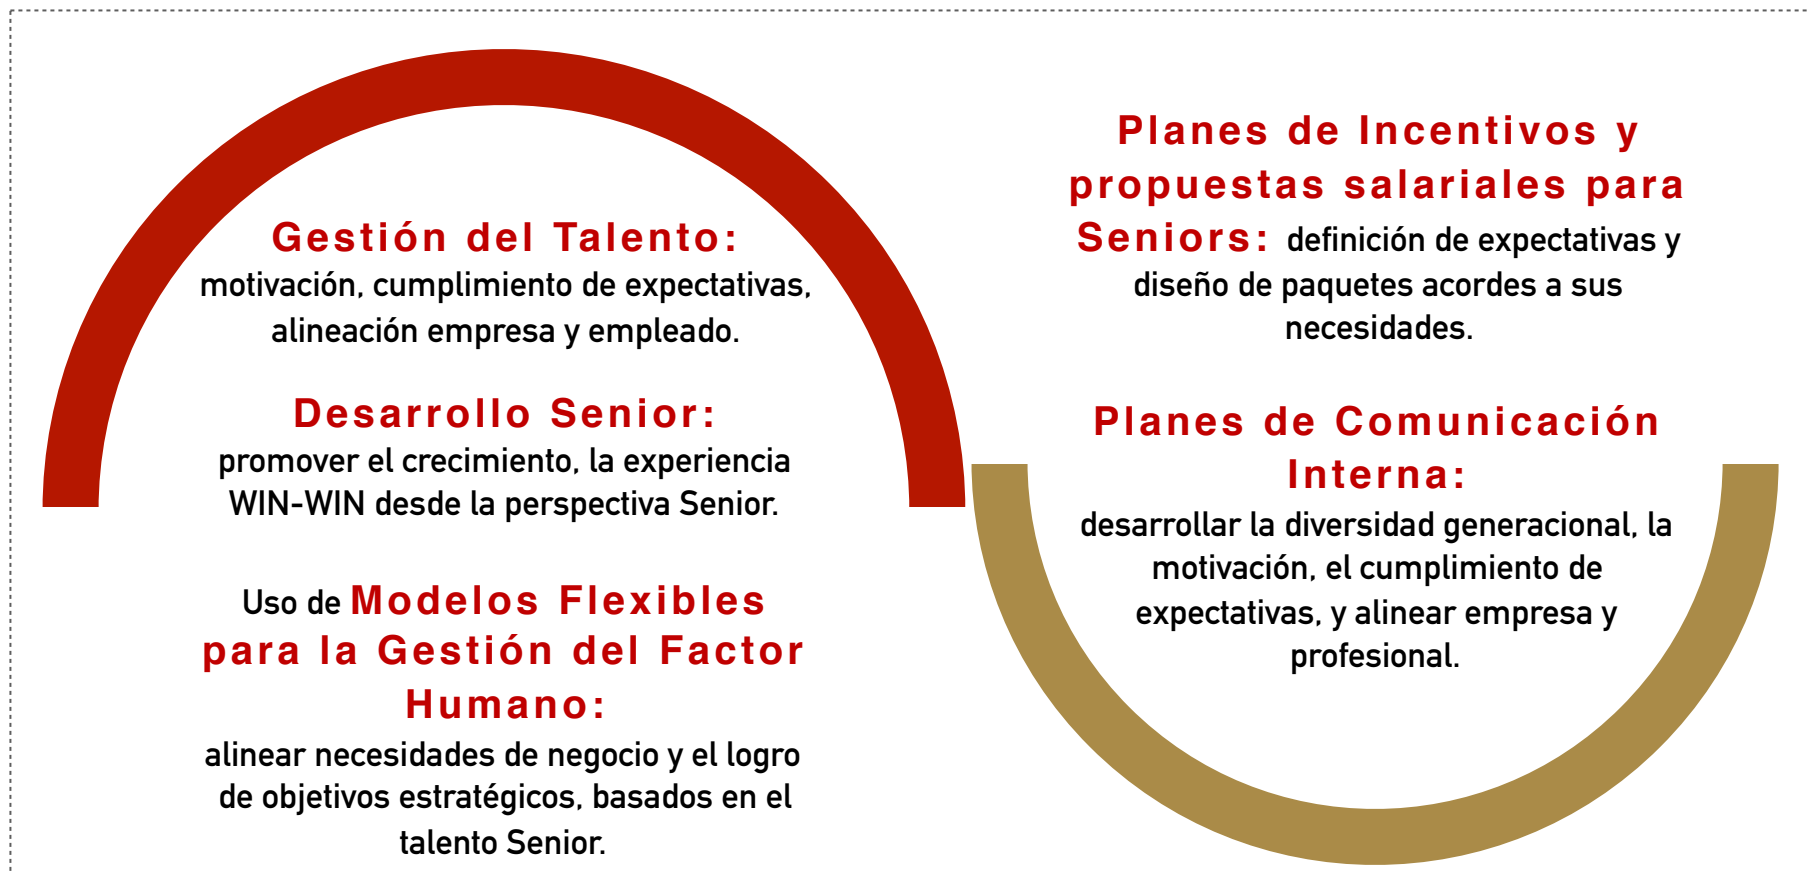 Gestión del Talento:
motivación, cumplimiento de expectativas,
alineación empresa y empleado.
Desarrollo Senior:
promover el crecimiento, la experiencia
WIN-WIN desde la perspectiva Senior.
Uso de Modelos Flexibles
para la Gestión del Factor
Humano:
alinear necesidades de negocio y el logro
de objetivos estratégicos, basados en el
talento Senior.
Planes de Incentivos y
propuestas salariales para
Seniors: definición de expectativas y
diseño de paquetes acordes a sus
necesidades.
Planes de Comunicación
Interna:
desarrollar la diversidad generacional, la
motivación, el cumplimiento de
expectativas, y alinear empresa y
profesional.